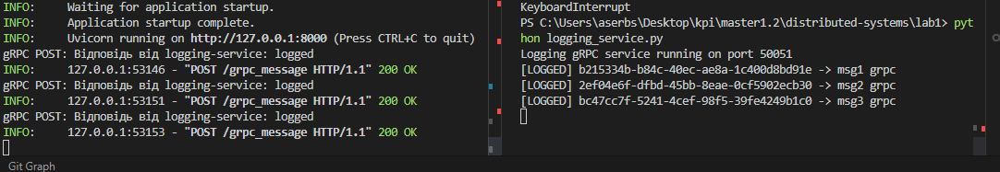 INFO:     Waiting for application startup.
INFO:     Application startup complete.
INFO:     Uvicorn running on http://127.0.0.1:8000 (Press CTRL+C to quit)
gRPC POST: Відповідь від logging-service: logged
INFO:     127.0.0.1:53146 - "POST /grpc_message HTTP/1.1" 200 OK
gRPC POST: Відповідь від logging-service: logged
INFO:     127.0.0.1:53151 - "POST /grpc_message HTTP/1.1" 200 OK
gRPC POST: Відповідь від logging-service: logged
INFO:     127.0.0.1:53153 - "POST /grpc_message HTTP/1.1" 200 OK
KeyboardInterrupt
PS C:\Users\aserbs\Desktop\kpi\master1.2\distributed-systems\lab1> pyt
hon logging_service.py
Logging gRPC service running on port 50051
[LOGGED] b215334b-b84c-40ec-ae8a-1c400d8bd91e -> msg1 grpc
[LOGGED] 2ef04e6f-dfbd-45bb-8eae-0cf5902ecb30 -> msg2 grpc
[LOGGED] bc47cc7f-5241-4cef-98f5-39fe4249b1c0 -> msg3 grpc
Git Graph